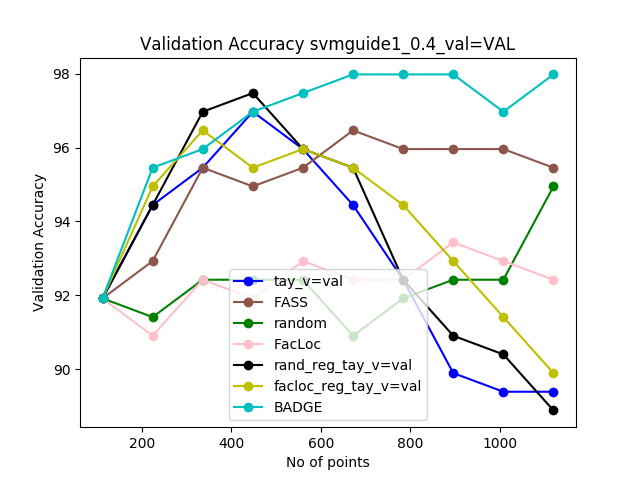 Validation Accuracy svmguide1_0.4_val=VAL
98
96
94
92
90
Validation Accuracy
tay_v=val
FASS
random
FacLoc
rand_reg_tay_v=val
facloc_reg_tay_v=val
BADGE
200 400 600 800 1000
No of points